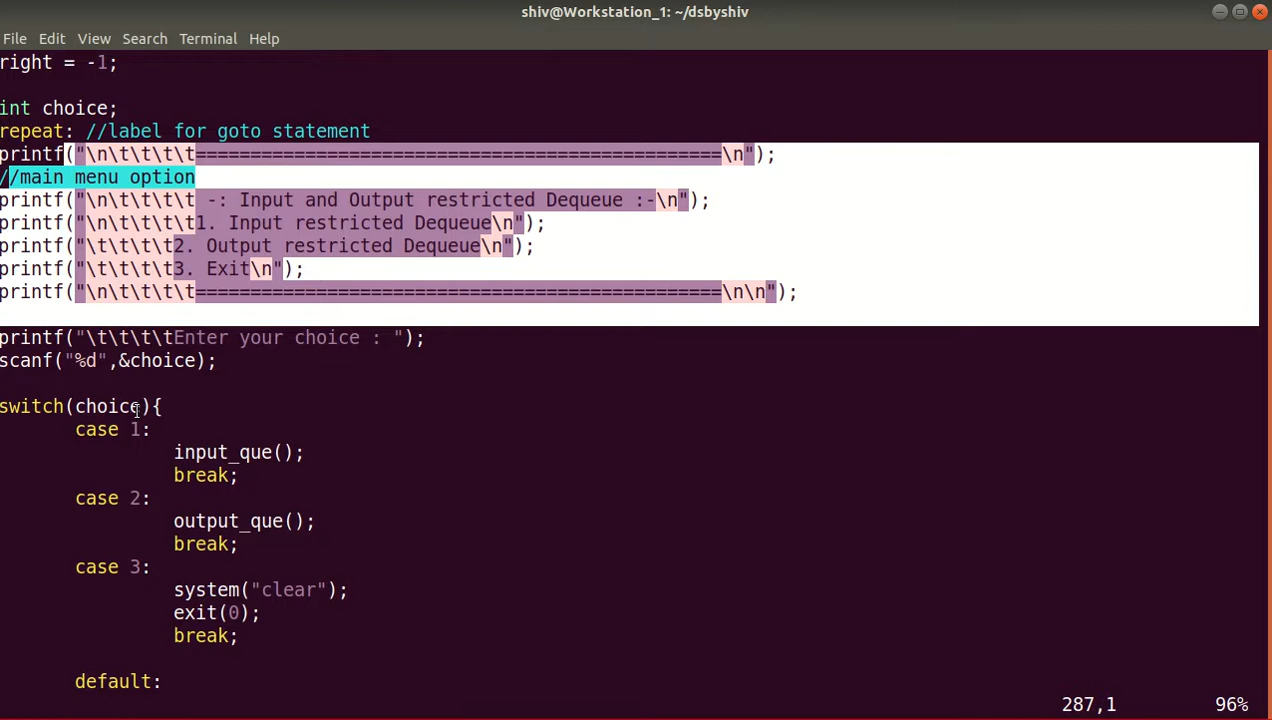 shiv@Workstation_1: ~/dsbyshiv
File Edit View Search Terminal Help
right = -1;
int choice;
repeat: //label for goto statement
printf("\n\t\t\t\t================================================\n");
//main menu option
printf("\n\t\t\t\t -: Input and Output restricted Dequeue :-\n");
printf("\n\t\t\t\t1. Input restricted Dequeue\n");
printf("\t\t\t\t2. Output restricted Dequeue\n");
printf("\t\t\t\t3. Exit\n");
printf("\n\t\t\t\t================================================\n\n");
printf("\t\t\t\tEnter your choice : ");
scanf("%d",&choice);
switch(choice){
case 1:
input_que();
break;
case 2:
output_que();
break;
case 3:
system("clear");
exit(0);
break;
default:
287,1 96%